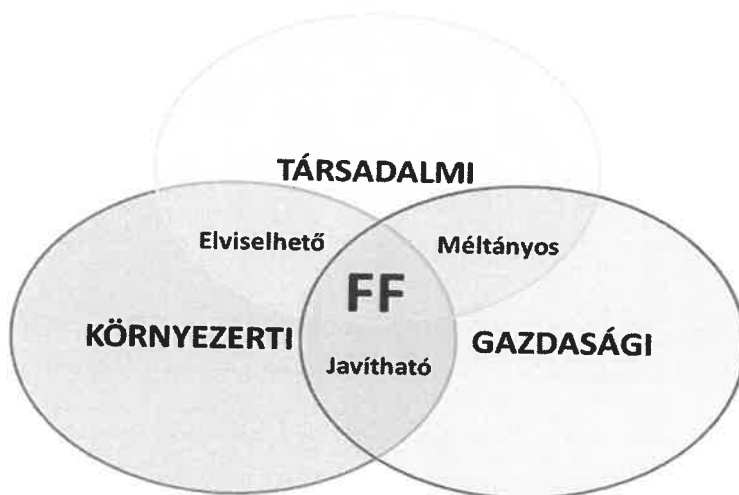 TÁRSADALMI
Elviselhető
Méltányos
FF
KÖRNYEZERTI
GAZDASÁGI
Javítható